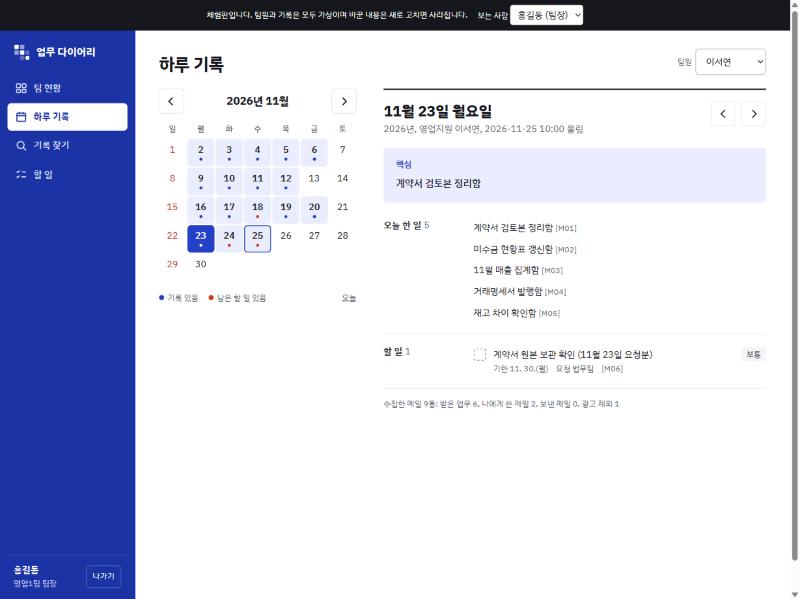 체험판입니다. 팀원과 기록은 모두 가상이며 바꾼 내용은 새로 고치면 사라집니다. 보는 사람 홍길동 (팀장)
업무 다이어리
팀 현황
하루 기록
기록 찾기
할 일
홍길동
영업1팀 팀장
나가기
하루 기록
팀원 이서연
2026년 11월
일 월 화 수 목 금 토
1 2 3 4 5 6 7
8 9 10 11 12 13 14
15 16 17 18 19 20 21
22 23 24 25 26 27 28
29 30
기록 있음 남은 할 일 있음 오늘
11월 23일 월요일
2026년, 영업지원 이서연, 2026-11-25 10:00 올림
핵심
계약서 검토본 정리함
오늘 한 일 5
계약서 검토본 정리함 [M01]
미수금 현황표 갱신함 [M02]
11월 매출 집계함 [M03]
거래명세서 발행함 [M04]
재고 차이 확인함 [M05]
할 일 1
계약서 원본 보관 확인 (11월 23일 요청분) 보통
기한 11. 30.(월) 요청 법무팀 [M06]
수집한 메일 9통: 받은 업무 6, 나에게 쓴 메일 2, 보낸 메일 0, 광고 제외 1